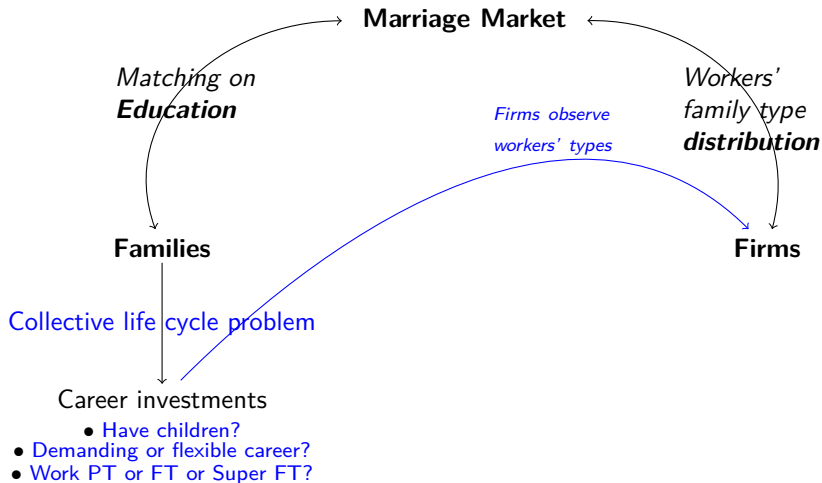 Marriage Market
Matching on
Education
Workers'
family type
distribution
Firms observe
workers' types
Families
Firms
Collective life cycle problem
Career investments
• Have children?
• Demanding or flexible career?
• Work PT or FT or Super FT?